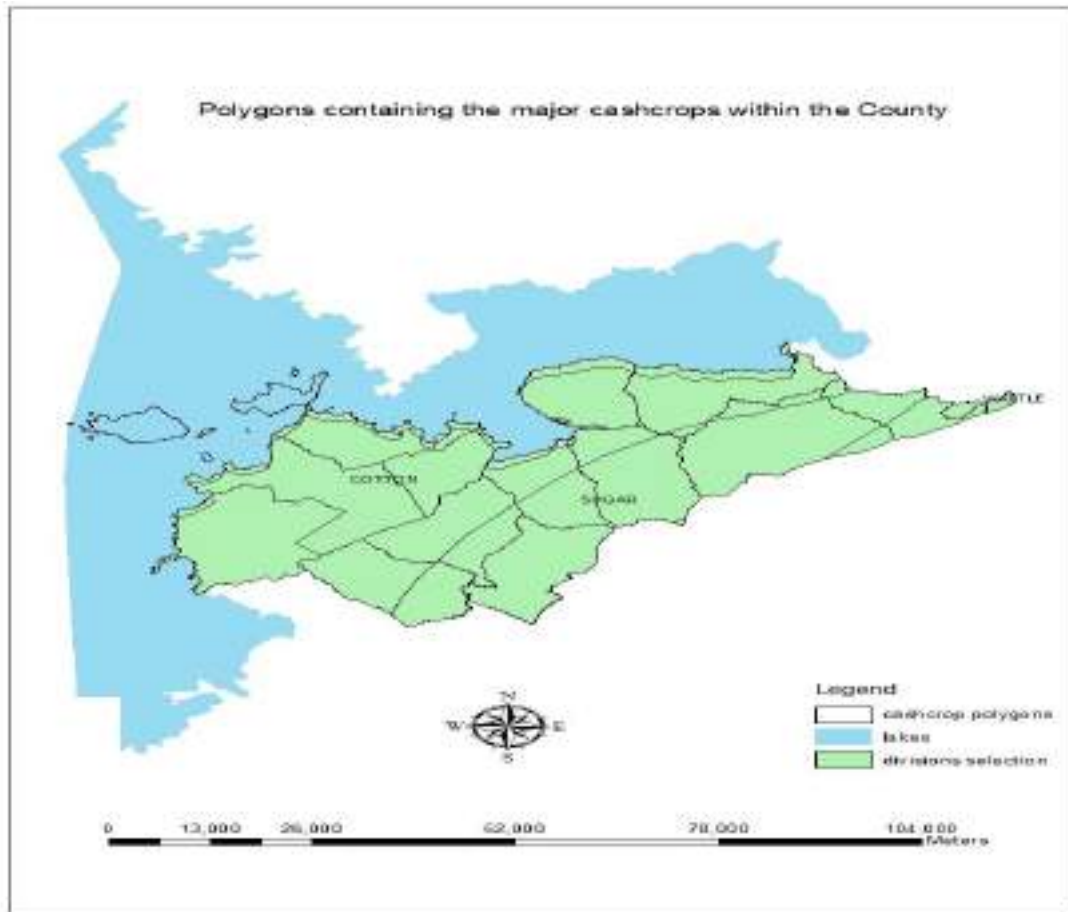 Polygons containing the major cashcrops within the County
WATTLE
COTTON
SUGAR
N
W E
S
Legend
cashcrop polygons
lakes
divisions selection
0 13,000 26,000 52,000 78,000 104,000
Meters